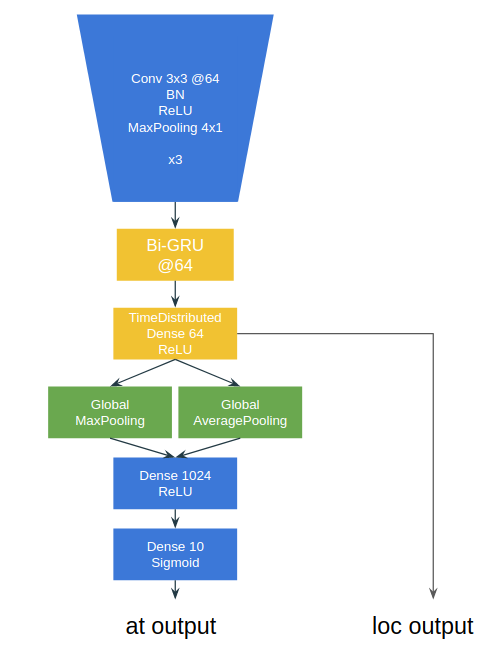 Conv 3x3 @64
BN
ReLU
MaxPooling 4x1
x3
Bi-GRU
@64
TimeDistributed
Dense 64
ReLU
Global
MaxPooling
Global
AveragePooling
Dense 1024
ReLU
Dense 10
Sigmoid
at output
loc output